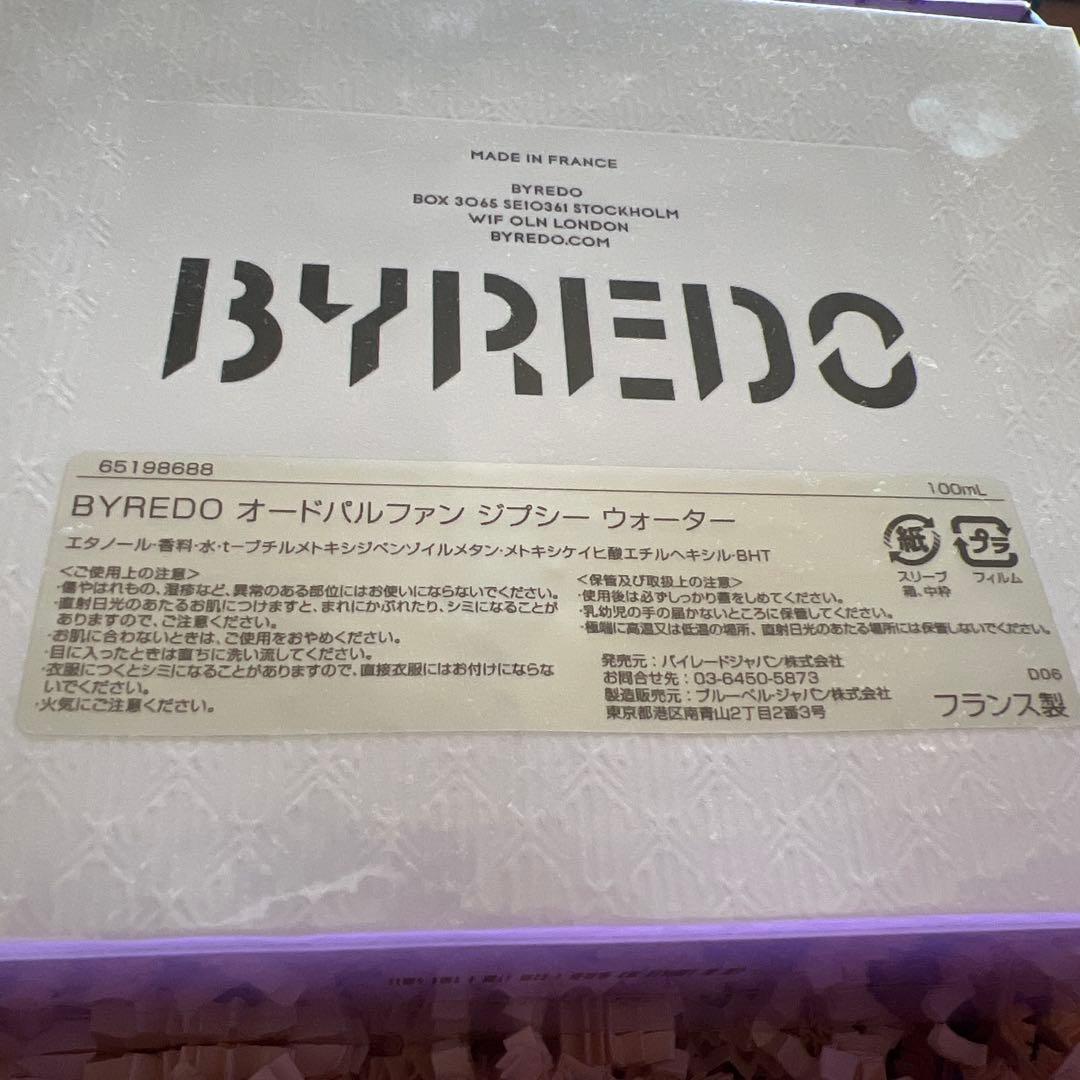 MADE IN FRANCE
BYREDO
BOX 3065 SE10361 STOCKHOLM
W1F OLN LONDON
BYREDO.COM
BYREDO
65198688
100mL
BYREDO オードパルファン ジプシー ウォーター
エタノール・香料・水・t-ブチルメトキシジベンゾイルメタン・メトキシケイヒ酸エチルヘキシル・BHT
紙
プラ
スリーブ
箱、中枠
フィルム
<ご使用上の注意>
・傷やはれもの、湿疹など、異常のある部位にはお使いにならないでください。
・直射日光のあたるお肌につけますと、まれにかぶれたり、シミになることが
ありますので、ご注意ください。
・お肌に合わないときは、ご使用をおやめください。
・目に入ったときは直ちに洗い流してください。
・衣服につくとシミになることがありますので、直接衣服にはお付けにならな
いでください。
・火気にご注意ください。
<保管及び取扱上の注意>
・使用後は必ずしっかり蓋をしめてください。
・乳幼児の手の届かないところに保管してください。
・極端に高温又は低温の場所、直射日光のあたる場所には保管しないでください。
発売元：バイレードジャパン株式会社
お問合せ先：03-6450-5873
製造販売元：ブルーベル・ジャパン株式会社
東京都港区南青山2丁目2番3号
D06
フランス製